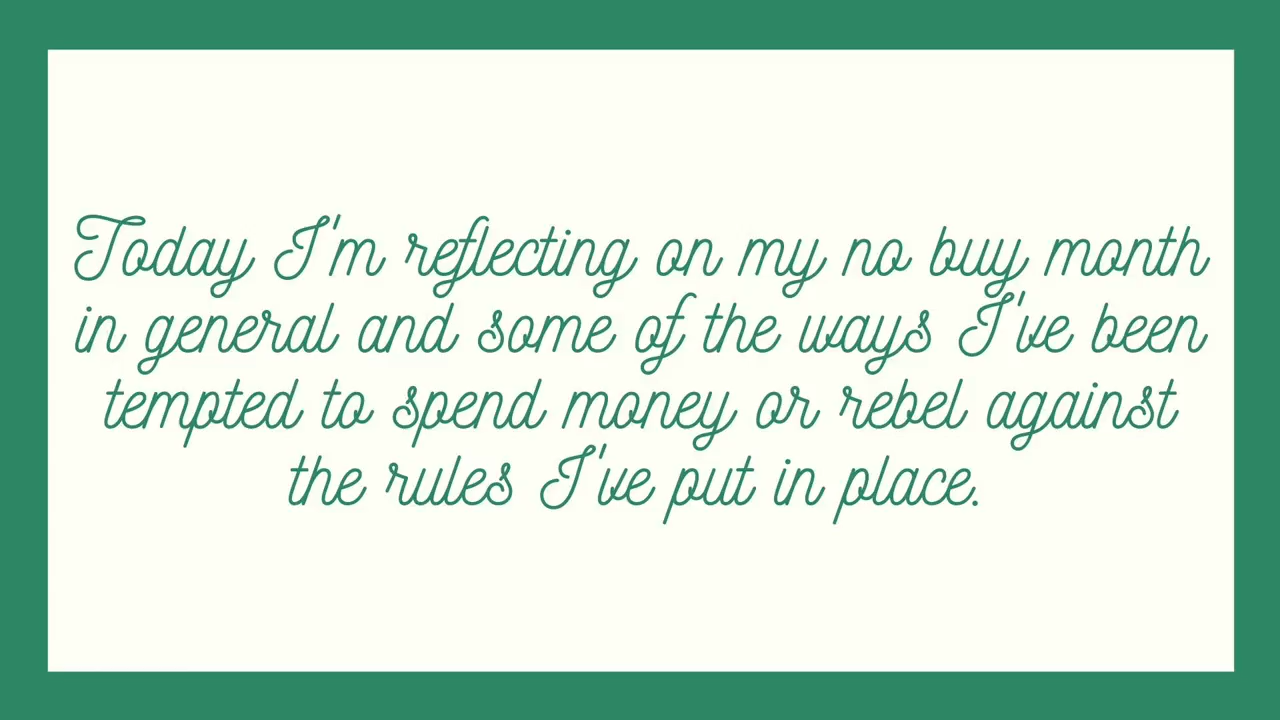 Today I'm reflecting on my no buy month
in general and some of the ways I've been
tempted to spend money or rebel against
the rules I've put in place.